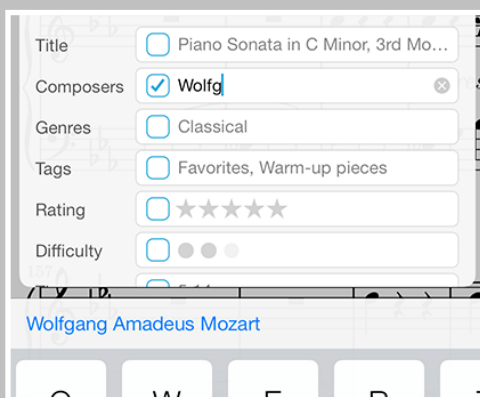 Title Piano Sonata in C Minor, 3rd Mo...
Composers Wolfg
Genres Classical
Tags Favorites, Warm-up pieces
Rating
Difficulty
157
Wolfgang Amadeus Mozart